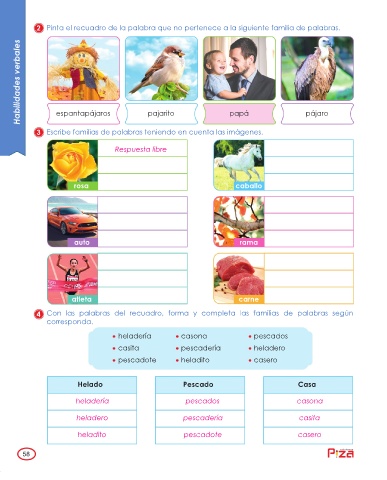 Habilidades verbales
2 Pinta el recuadro de la palabra que no pertenece a la siguiente familia de palabras.
espantapájaros pajarito papá pájaro
3 Escribe familias de palabras teniendo en cuenta las imágenes.
Respuesta libre
rosa caballo
auto rama
atleta carne
4 Con las palabras del recuadro, forma y completa las familias de palabras según
corresponda.
• heladería • casona • pescados
• casita • pescadería • heladero
• pescadote • heladito • casero
Helado Pescado Casa
heladería pescados casona
heladero pescadería casita
heladito pescadote casero
58 Piza